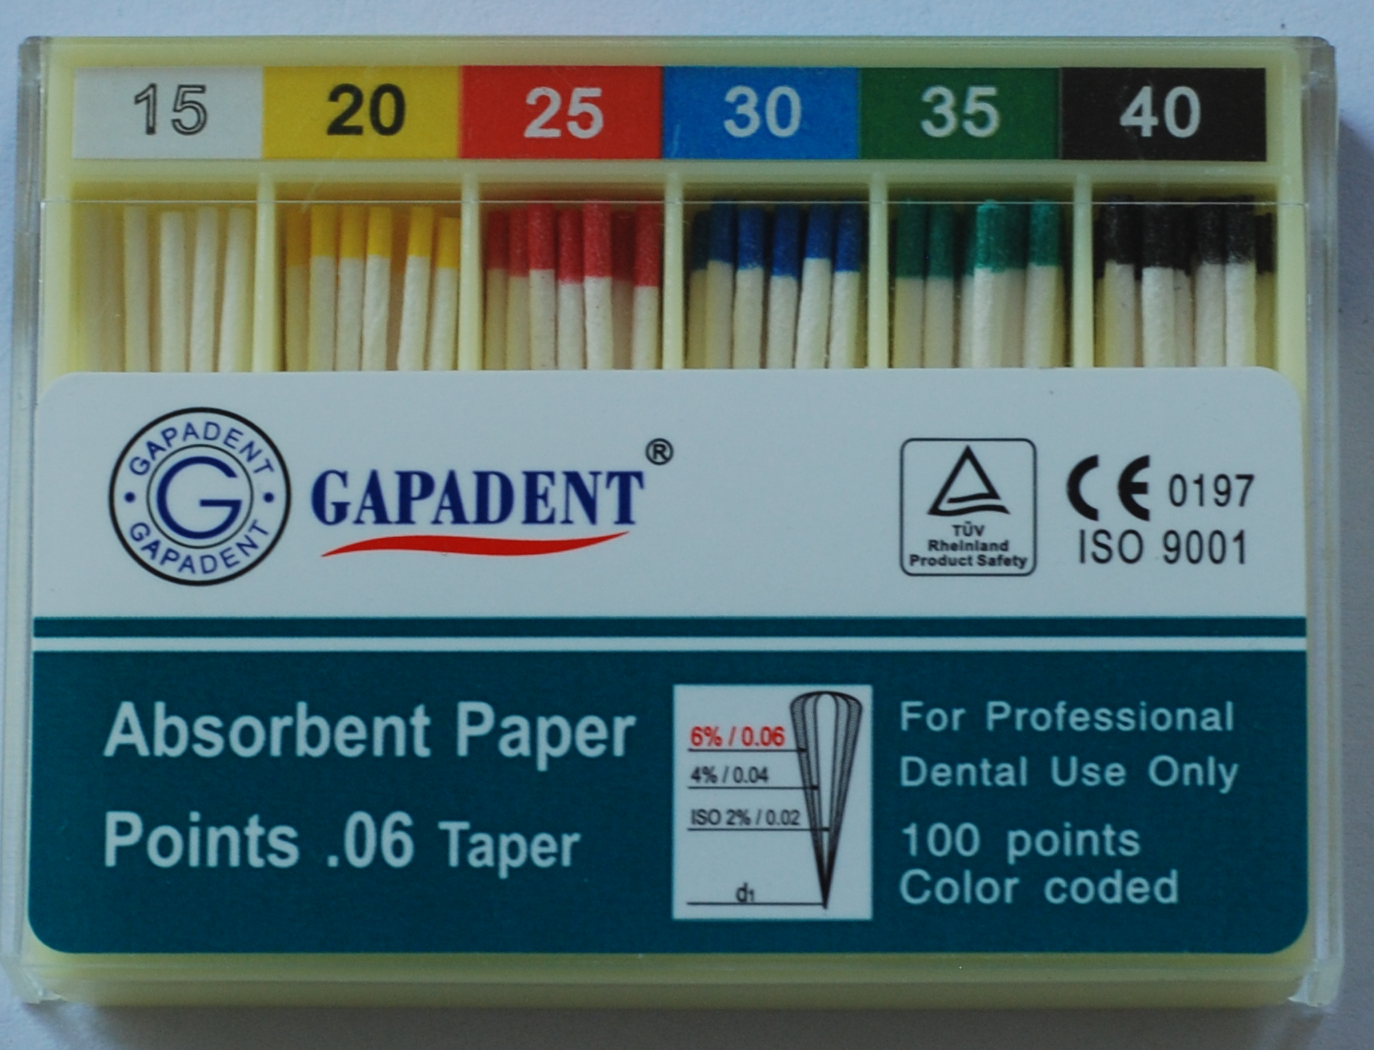 15 20 25 30 35 40
GAPADENT
G
GAPADENT
GAPADENT®
TÜV
Rheinland
Product Safety
CE 0197
ISO 9001
Absorbent Paper
Points .06 Taper
6% / 0.06
4% / 0.04
ISO 2% / 0.02
d1
For Professional
Dental Use Only
100 points
Color coded